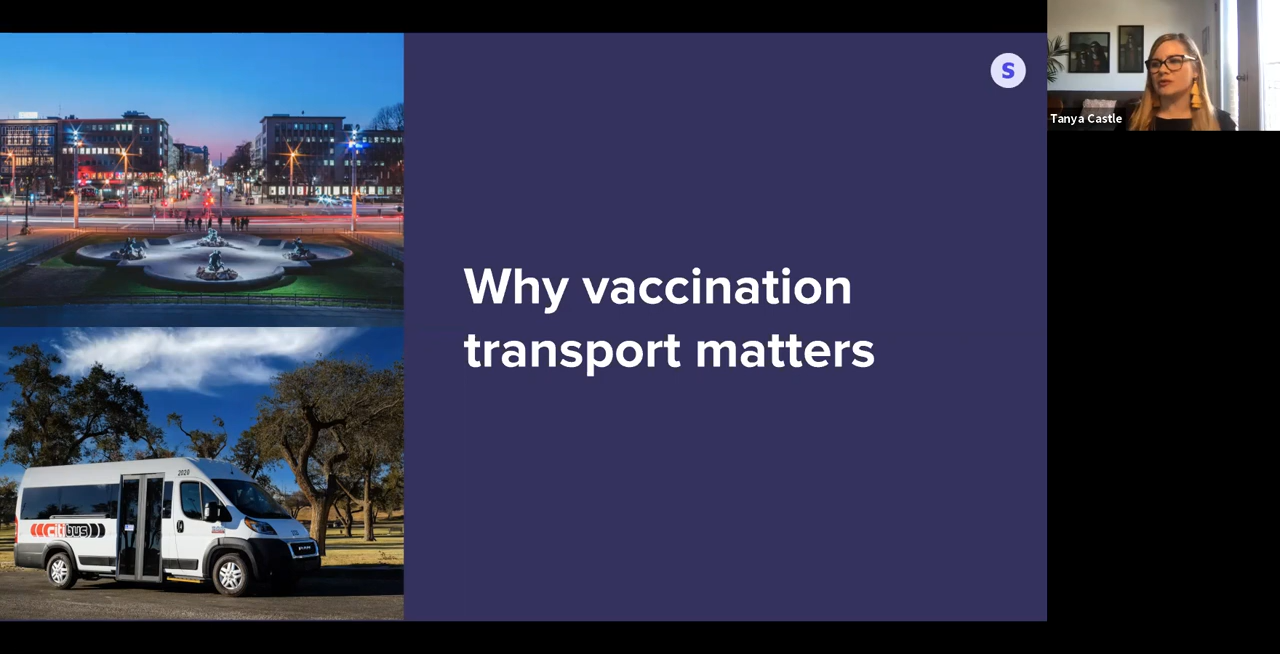 S
Tanya Castle
Why vaccination
transport matters
2020
citibus